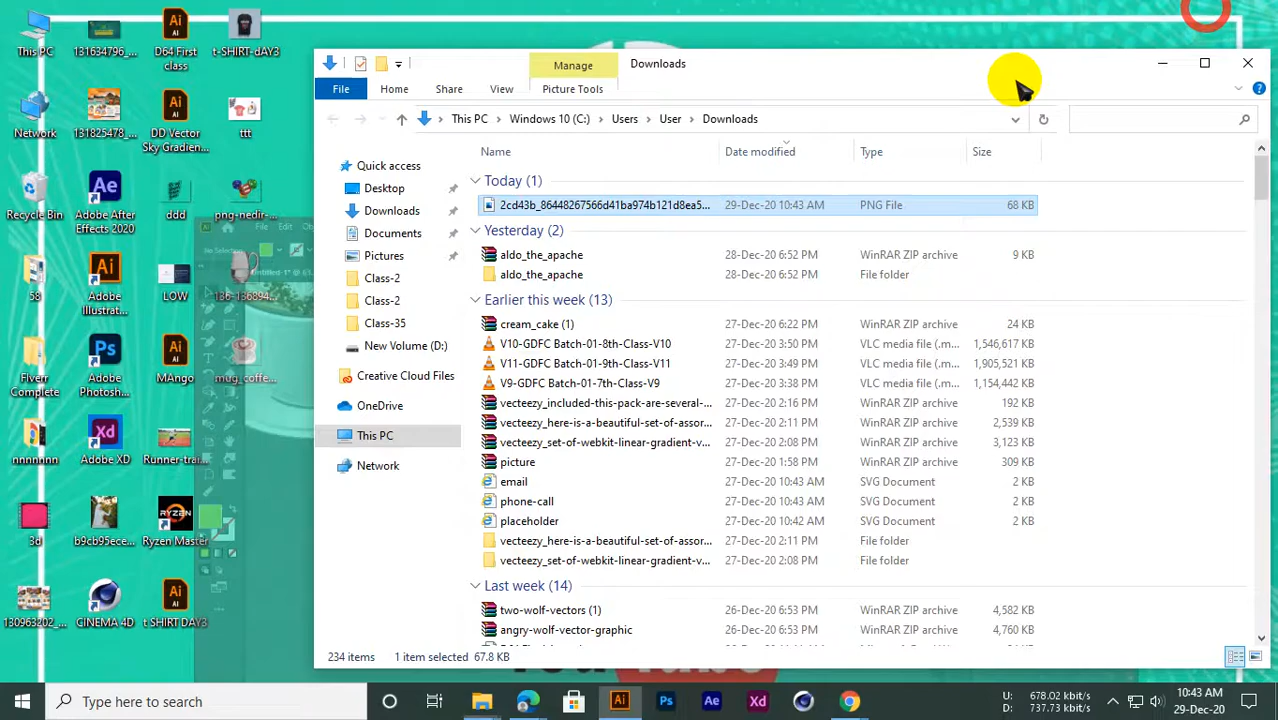 This PC
131634796_...
D64 First
class
t-SHIRT-dAY3
Network
131825478_...
DD Vector
Sky Gradien...
ttt
Recycle Bin
Adobe After
Effects 2020
ddd
png-nedir-...
58
Adobe
Illustrat...
LOW
136-136894...
FIverr
Complete
Adobe
Photosh...
MAngo
mug_coffe...
nnnnnnn
Adobe XD
Runner-trai...
3d
b9cb95ece...
Ryzen Master
130963202_...
CINEMA 4D
t SHIRT DAY3
File Edit
No Selection
Manage
Downloads
File
Home
Share
View
Picture Tools
This PC
Windows 10 (C:)
Users
User
Downloads
Name
Date modified
Type
Size
Quick access
Desktop
Downloads
Documents
Pictures
Class-2
Class-2
Class-35
New Volume (D:)
Creative Cloud Files
OneDrive
This PC
Network
Today (1)
2cd43b_86448267566d41ba974b121d8ea5... 29-Dec-20 10:43 AM PNG File 68 KB
Yesterday (2)
aldo_the_apache 28-Dec-20 6:52 PM WinRAR ZIP archive 9 KB
aldo_the_apache 28-Dec-20 6:52 PM File folder
Earlier this week (13)
cream_cake (1) 27-Dec-20 6:22 PM WinRAR ZIP archive 24 KB
V10-GDFC Batch-01-8th-Class-V10 27-Dec-20 3:50 PM VLC media file (.m... 1,546,617 KB
V11-GDFC Batch-01-9th-Class-V11 27-Dec-20 3:49 PM VLC media file (.m... 1,905,521 KB
V9-GDFC Batch-01-7th-Class-V9 27-Dec-20 3:38 PM VLC media file (.m... 1,154,442 KB
vecteezy_included-this-pack-are-several-... 27-Dec-20 2:16 PM WinRAR ZIP archive 192 KB
vecteezy_here-is-a-beautiful-set-of-assor... 27-Dec-20 2:11 PM WinRAR ZIP archive 2,539 KB
vecteezy_set-of-webkit-linear-gradient-v... 27-Dec-20 2:08 PM WinRAR ZIP archive 3,123 KB
picture 27-Dec-20 1:58 PM WinRAR ZIP archive 309 KB
email 27-Dec-20 10:43 AM SVG Document 2 KB
phone-call 27-Dec-20 10:43 AM SVG Document 2 KB
placeholder 27-Dec-20 10:42 AM SVG Document 2 KB
vecteezy_here-is-a-beautiful-set-of-assor... 27-Dec-20 2:11 PM File folder
vecteezy_set-of-webkit-linear-gradient-v... 27-Dec-20 2:08 PM File folder
Last week (14)
two-wolf-vectors (1) 26-Dec-20 6:53 PM WinRAR ZIP archive 4,582 KB
angry-wolf-vector-graphic 26-Dec-20 6:53 PM WinRAR ZIP archive 4,760 KB
234 items 1 item selected 67.8 KB
Type here to search
U: 678.02 kbit/s
D: 737.73 kbit/s
10:43 AM
29-Dec-20